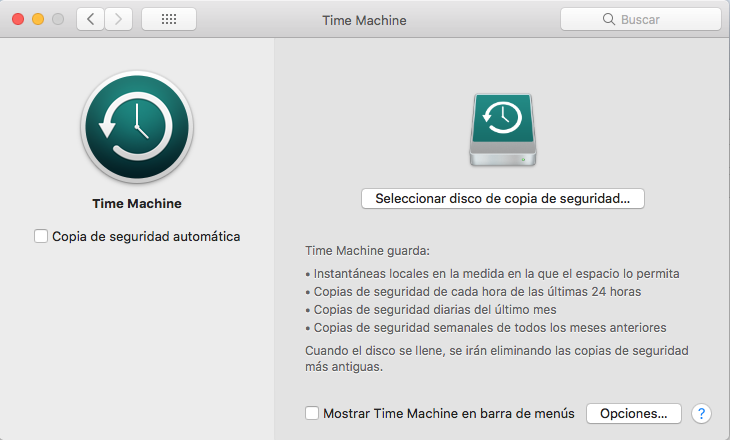 Time Machine
Buscar
Time Machine
Copia de seguridad automática
Seleccionar disco de copia de seguridad...
Time Machine guarda:
• Instantáneas locales en la medida en la que el espacio lo permita
• Copias de seguridad de cada hora de las últimas 24 horas
• Copias de seguridad diarias del último mes
• Copias de seguridad semanales de todos los meses anteriores
Cuando el disco se llene, se irán eliminando las copias de seguridad
más antiguas.
Mostrar Time Machine en barra de menús
Opciones...
?